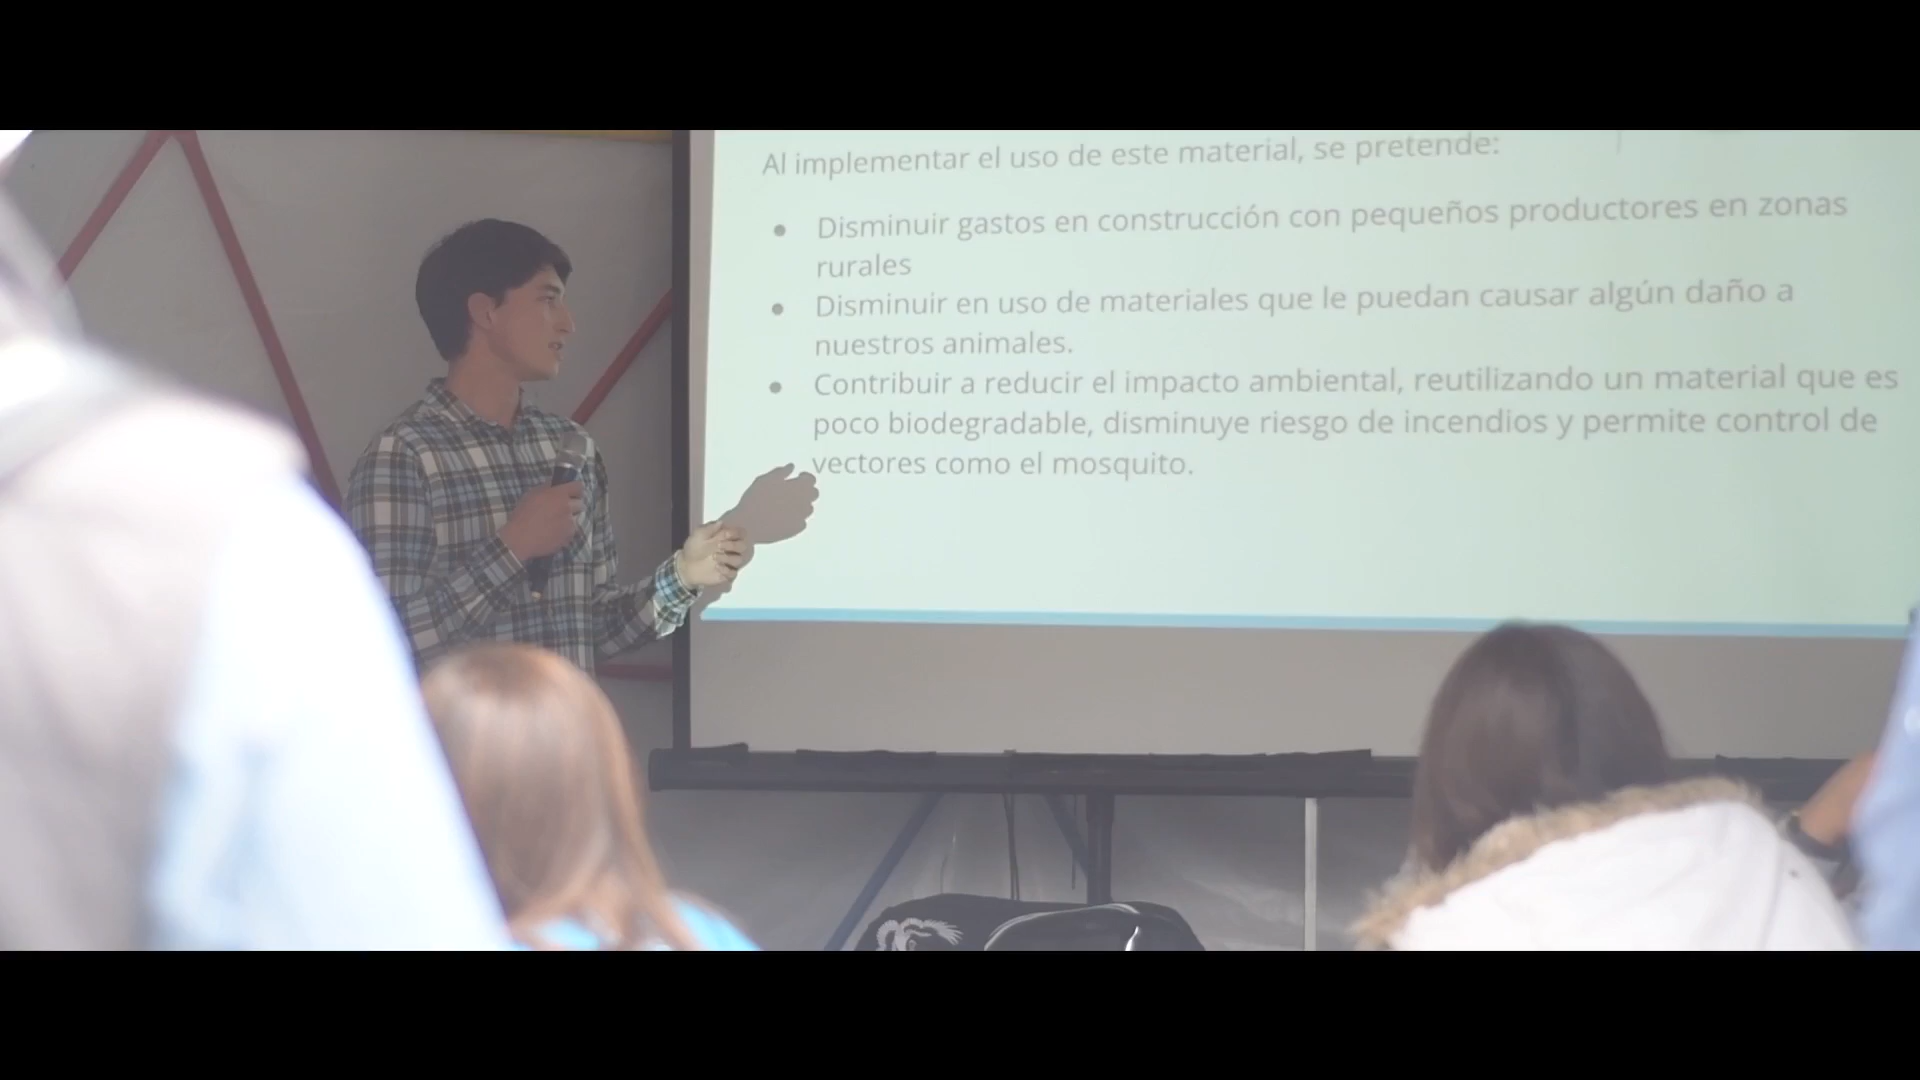 Al implementar el uso de este material, se pretende:
● Disminuir gastos en construcción con pequeños productores en zonas
rurales
● Disminuir en uso de materiales que le puedan causar algún daño a
nuestros animales.
● Contribuir a reducir el impacto ambiental, reutilizando un material que es
poco biodegradable, disminuye riesgo de incendios y permite control de
vectores como el mosquito.